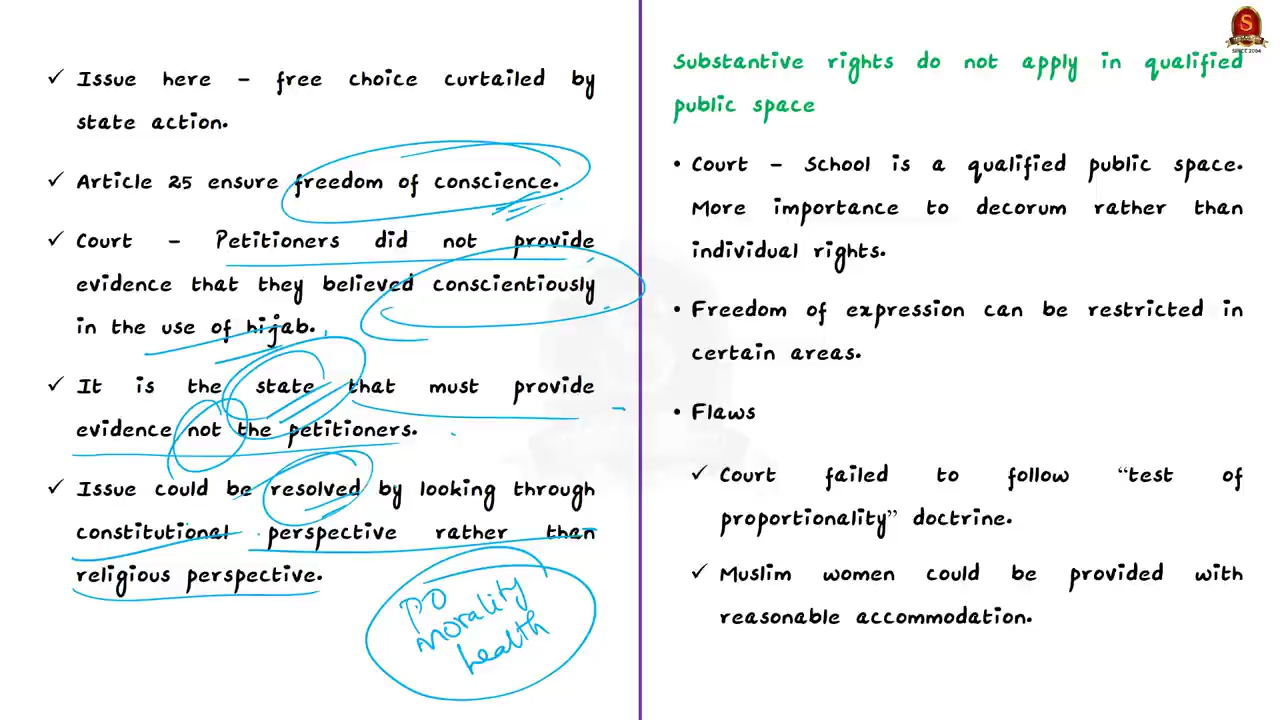 ✓ Issue here – free choice curtailed by
state action.
✓ Article 25 ensure freedom of conscience.
✓ Court – Petitioners did not provide
evidence that they believed conscientiously
in the use of hijab.
✓ It is the state that must provide
evidence not the petitioners.
✓ Issue could be resolved by looking through
constitutional perspective rather than
religious perspective.
P.O
morality
health
S
SINCE 2004
Substantive rights do not apply in qualified
public space
• Court – School is a qualified public space.
More importance to decorum rather than
individual rights.
• Freedom of expression can be restricted in
certain areas.
• Flaws
✓ Court failed to follow “test of
proportionality” doctrine.
✓ Muslim women could be provided with
reasonable accommodation.